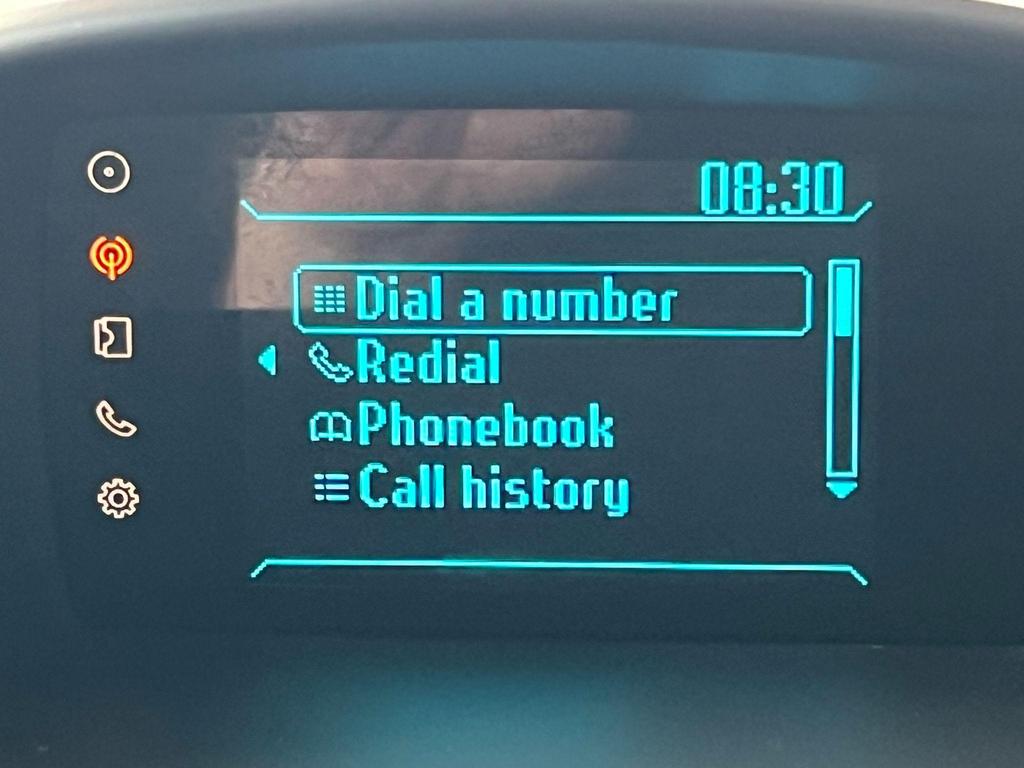 08:30
Dial a number
Redial
Phonebook
Call history